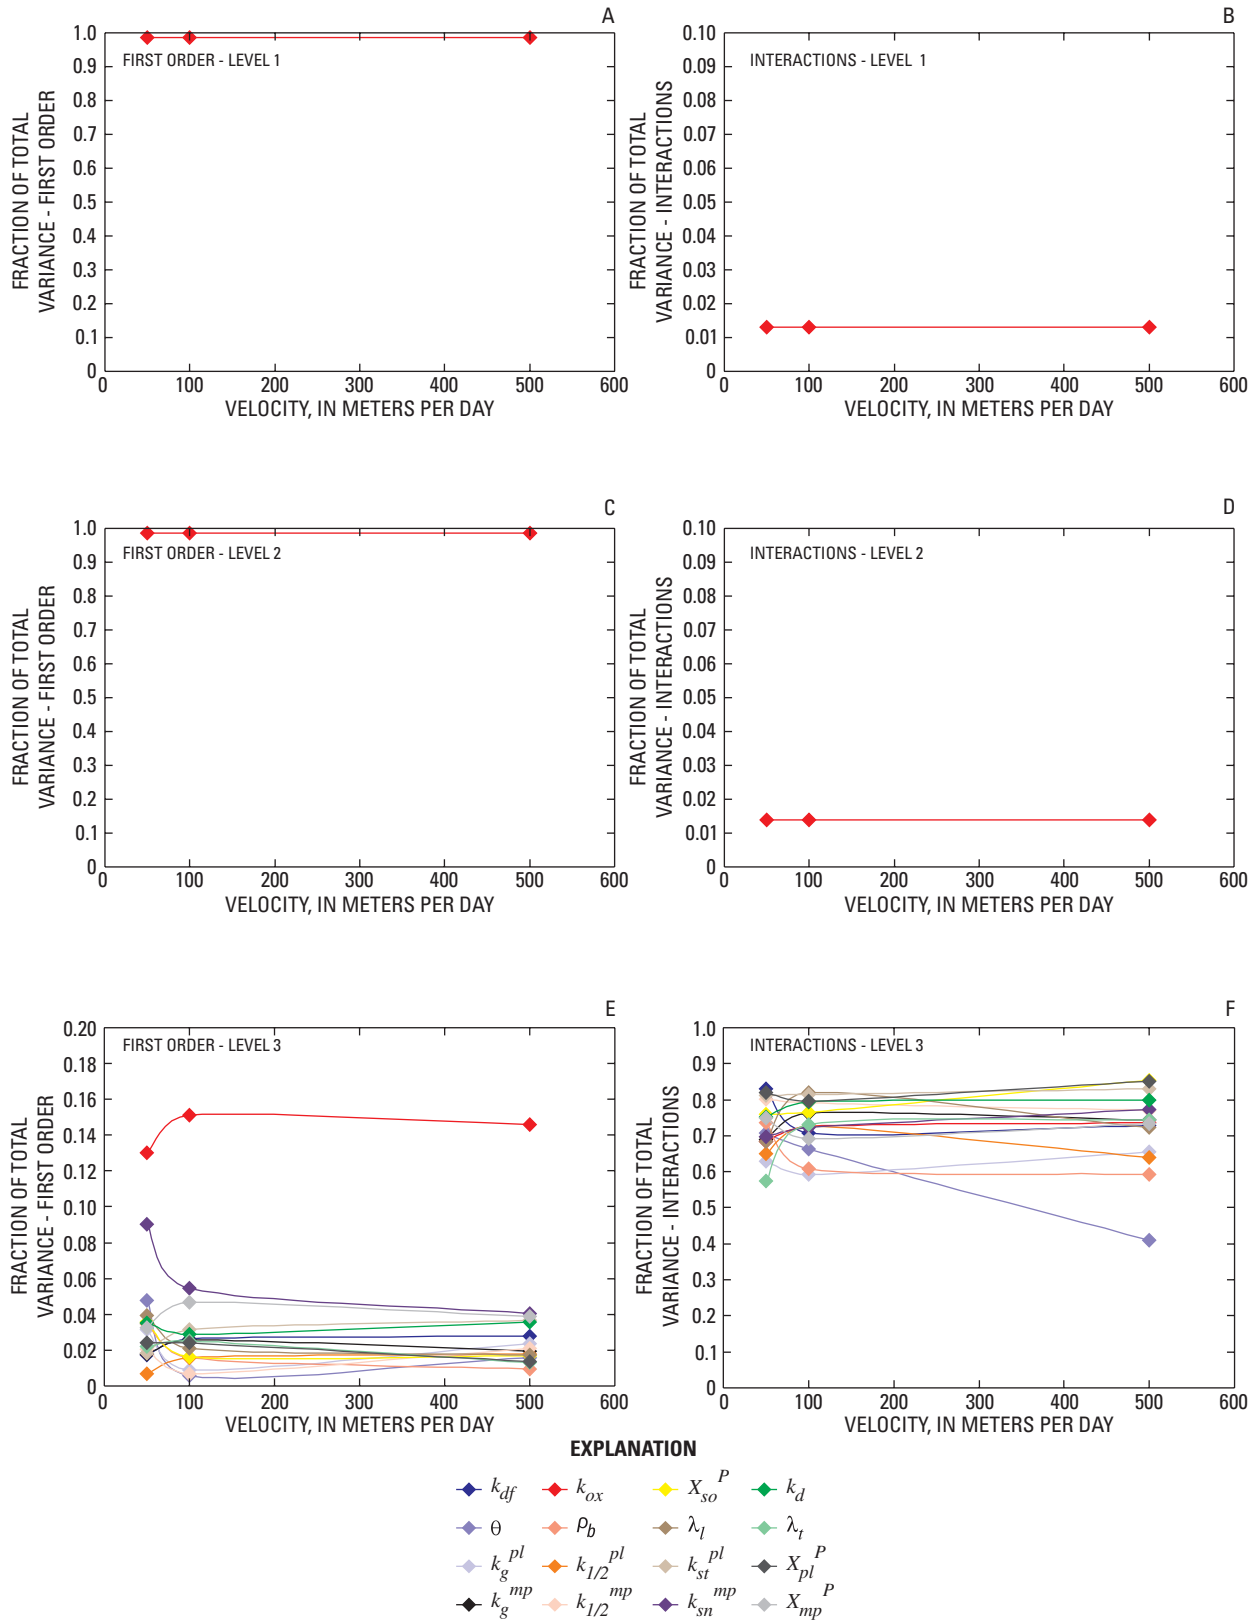 A
FIRST ORDER - LEVEL 1
FRACTION OF TOTAL
VARIANCE - FIRST ORDER
1.0
0.9
0.8
0.7
0.6
0.5
0.4
0.3
0.2
0.1
0
0 100 200 300 400 500 600
VELOCITY, IN METERS PER DAY
B
INTERACTIONS - LEVEL 1
FRACTION OF TOTAL
VARIANCE - INTERACTIONS
0.10
0.09
0.08
0.07
0.06
0.05
0.04
0.03
0.02
0.01
0
0 100 200 300 400 500 600
VELOCITY, IN METERS PER DAY
C
FIRST ORDER - LEVEL 2
FRACTION OF TOTAL
VARIANCE - FIRST ORDER
1.0
0.9
0.8
0.7
0.6
0.5
0.4
0.3
0.2
0.1
0
0 100 200 300 400 500 600
VELOCITY, IN METERS PER DAY
D
INTERACTIONS - LEVEL 2
FRACTION OF TOTAL
VARIANCE - INTERACTIONS
0.10
0.09
0.08
0.07
0.06
0.05
0.04
0.03
0.02
0.01
0
0 100 200 300 400 500 600
VELOCITY, IN METERS PER DAY
E
FIRST ORDER - LEVEL 3
FRACTION OF TOTAL
VARIANCE - FIRST ORDER
0.20
0.18
0.16
0.14
0.12
0.10
0.08
0.06
0.04
0.02
0
0 100 200 300 400 500 600
VELOCITY, IN METERS PER DAY
F
INTERACTIONS - LEVEL 3
FRACTION OF TOTAL
VARIANCE - INTERACTIONS
1.0
0.9
0.8
0.7
0.6
0.5
0.4
0.3
0.2
0.1
0
0 100 200 300 400 500 600
VELOCITY, IN METERS PER DAY
EXPLANATION
k_df k_ox X_so^P k_d
θ ρ_b λ_l λ_t
k_g^pl k_1/2^pl k_st^pl X_pl^P
k_g^mp k_1/2^mp k_sn^mp X_mp^P